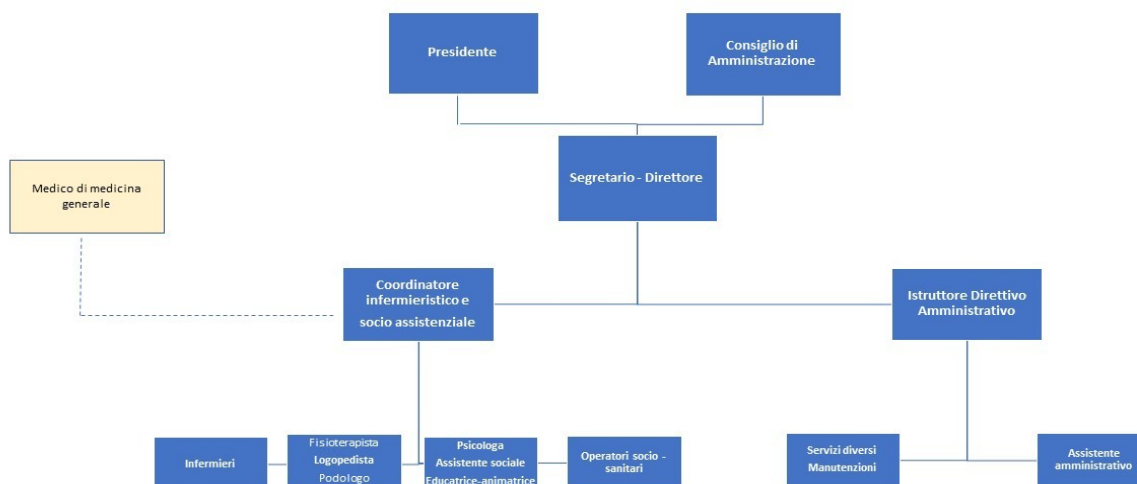 Presidente
Consiglio di
Amministrazione
Segretario - Direttore
Medico di medicina
generale
Coordinatore
infermieristico e
socio assistenziale
Istruttore Direttivo
Amministrativo
Infermieri
Fisioterapista
Logopedista
Podologo
Psicologa
Assistente sociale
Educatrice-animatrice
Operatori socio -
sanitari
Servizi diversi
Manutenzioni
Assistente
amministrativo